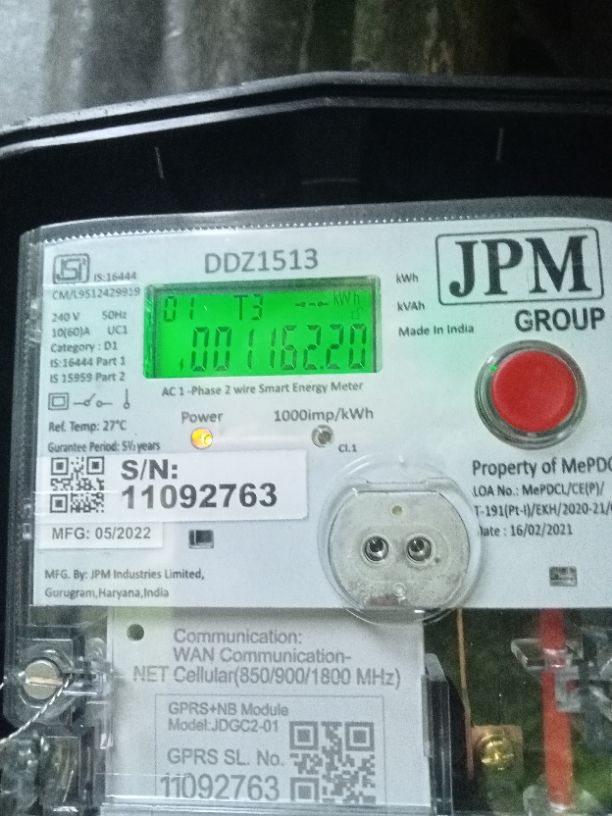 ISI
IS:16444
CM/L9512429919
DDZ1513
JPM
GROUP
240 V 50Hz
10(60)A UC1
Category : D1
IS:16444 Part 1
IS 15959 Part 2
01 T3 ---kWh
.00116220
kWh
kVAh
Made in India
AC 1 -Phase 2 wire Smart Energy Meter
Ref. Temp: 27°C
Gurantee Period: 5½ years
Power
1000imp/kWh
Cl.1
S/N:
11092763
MFG: 05/2022
Property of MePDC
LOA No.: MePDCL/CE(P)/
T-191(Pt-I)/EKH/2020-21/
Date : 16/02/2021
MFG. By: JPM Industries Limited,
Gurugram,Haryana,India
Communication:
WAN Communication-
NET Cellular(850/900/1800 MHz)
GPRS+NB Module
Model:JDGC2-01
GPRS SL. No.
11092763